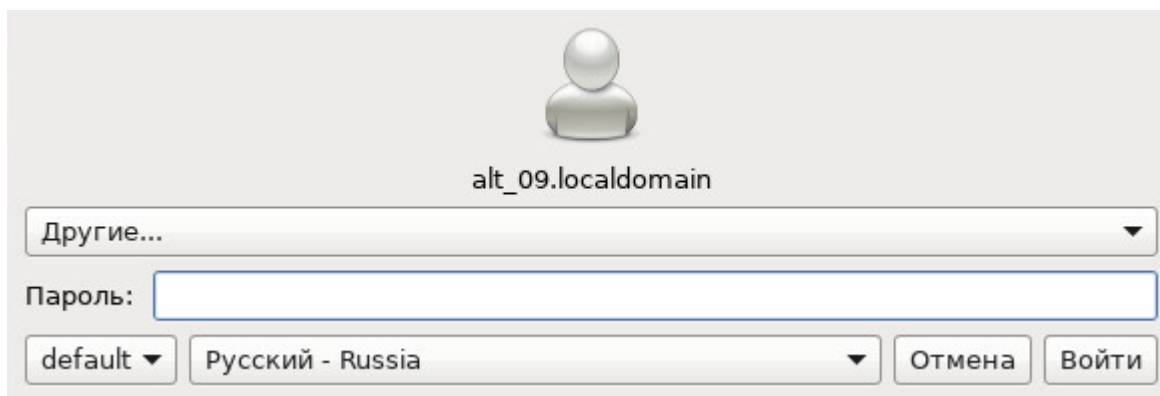 alt_09.localdomain
Другие...
Пароль:
default Русский - Russia Отмена Войти